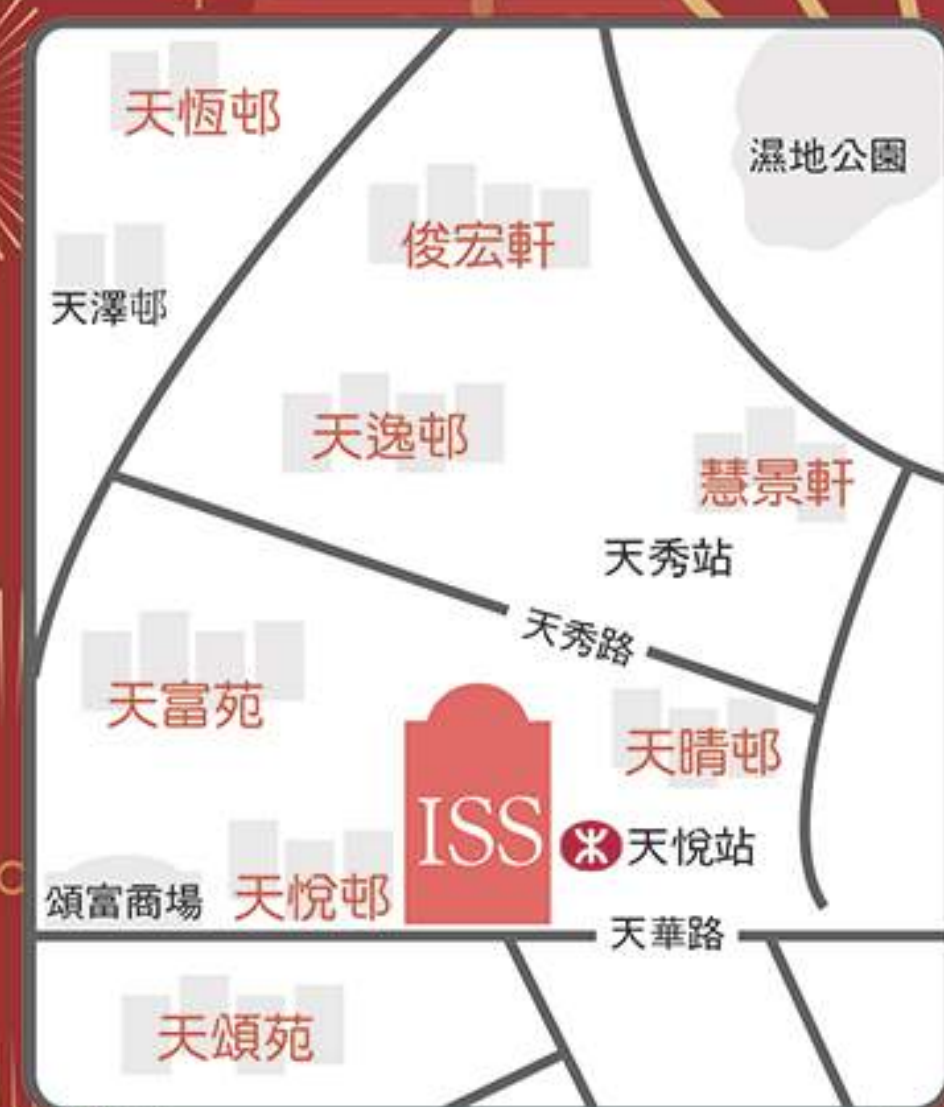 天恆邨
濕地公園
俊宏軒
天澤邨
天逸邨
慧景軒
天秀站
天秀路
天富苑
天晴邨
ISS
天悅站
頌富商場
天悅邨
天華路
天頌苑